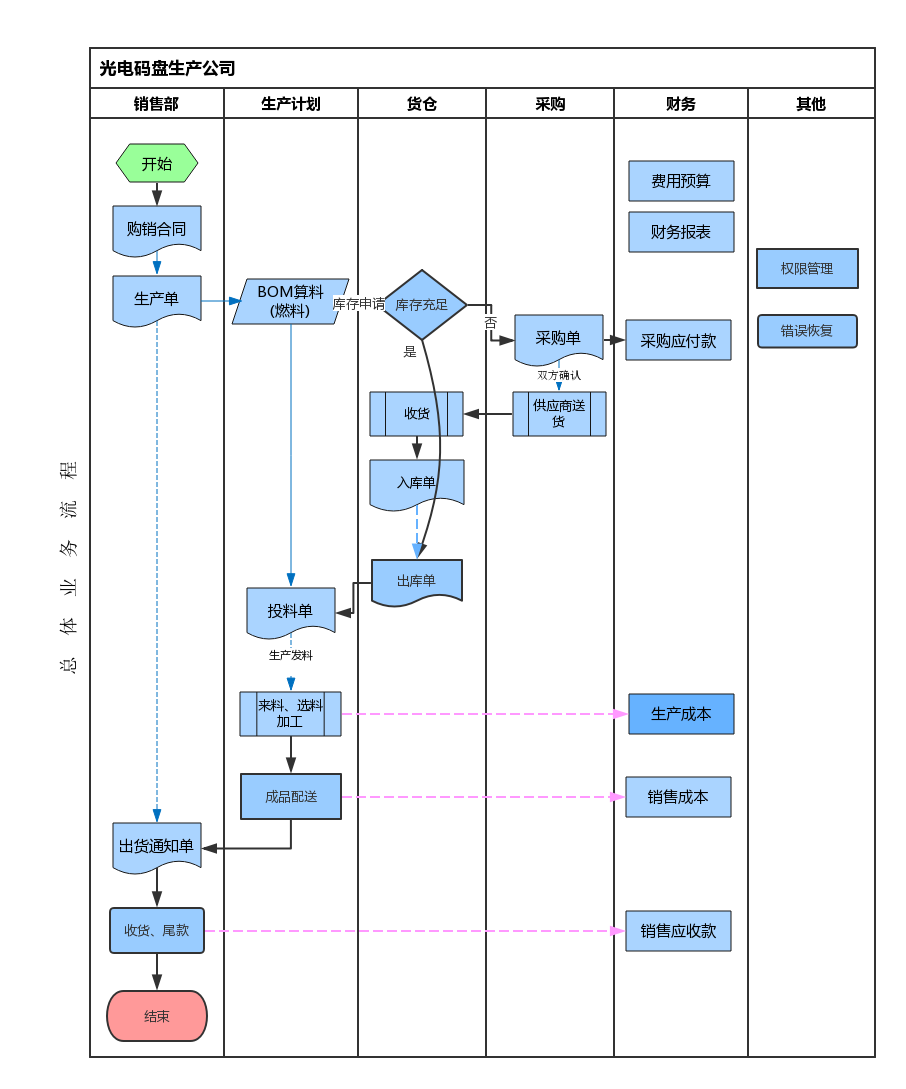 光电码盘生产公司
销售部
生产计划
货仓
采购
财务
其他
开始
费用预算
购销合同
财务报表
权限管理
生产单
BOM算料
(燃料)
库存申请
库存充足
否
采购单
采购应付款
错误恢复
是
双方确认
收货
供应商送
货
入库单
出库单
投料单
生产发料
来料、选料
加工
生产成本
成品配送
销售成本
出货通知单
收货、尾款
销售应收款
结束
总体业务流程